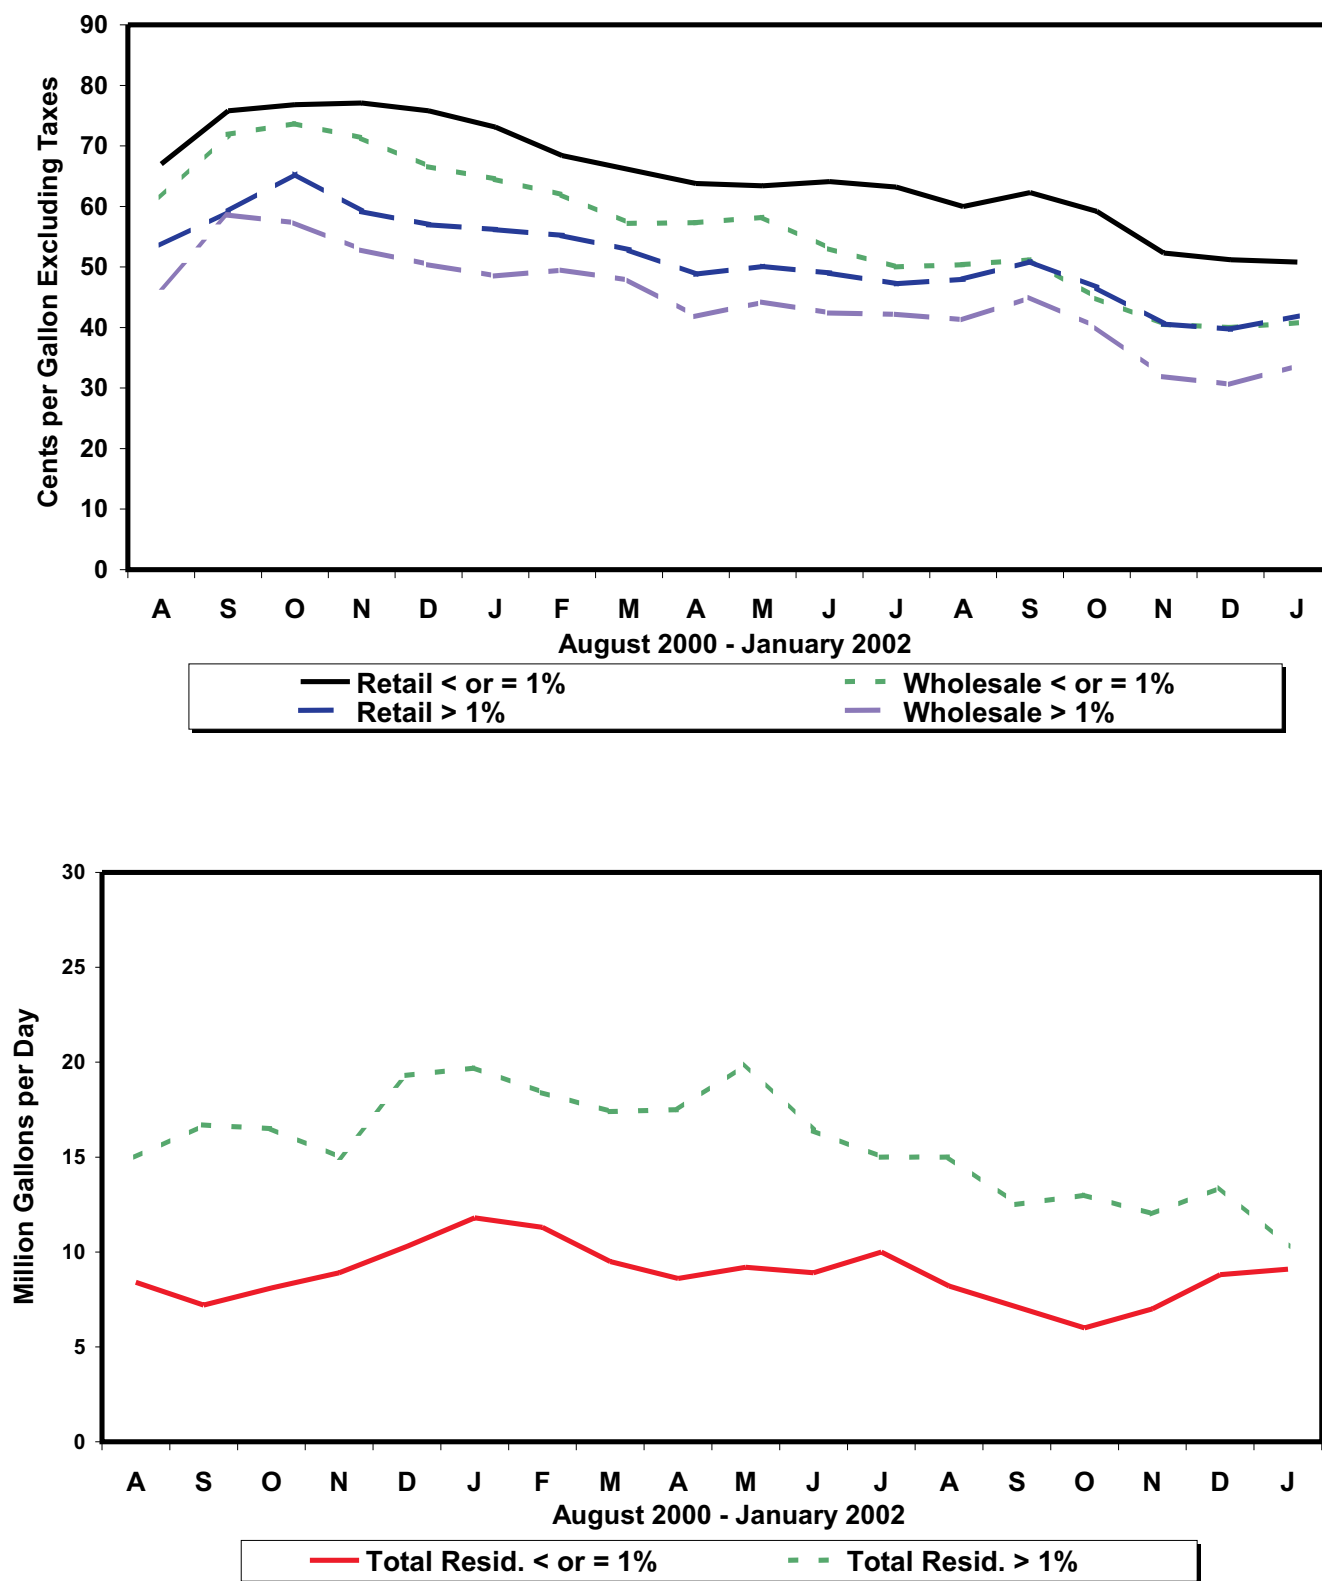 Cents per Gallon Excluding Taxes
90
80
70
60
50
40
30
20
10
0
A S O N D J F M A M J J A S O N D J
August 2000 - January 2002
Retail < or = 1% Wholesale < or = 1%
Retail > 1% Wholesale > 1%
Million Gallons per Day
30
25
20
15
10
5
0
A S O N D J F M A M J J A S O N D J
August 2000 - January 2002
Total Resid. < or = 1% Total Resid. > 1%